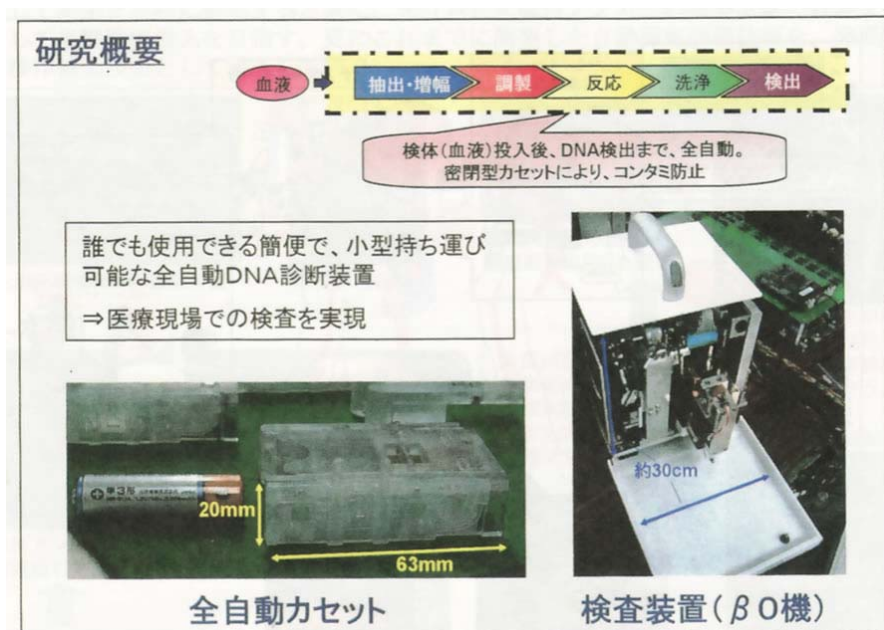 研究概要
血液
抽出・増幅
調製
反応
洗浄
検出
検体(血液)投入後、DNA検出まで、全自動。
密閉型カセットにより、コンタミ防止
誰でも使用できる簡便で、小型持ち運び
可能な全自動DNA診断装置
⇒医療現場での検査を実現
単3形
20mm
63mm
約30cm
全自動カセット
検査装置(β0機)